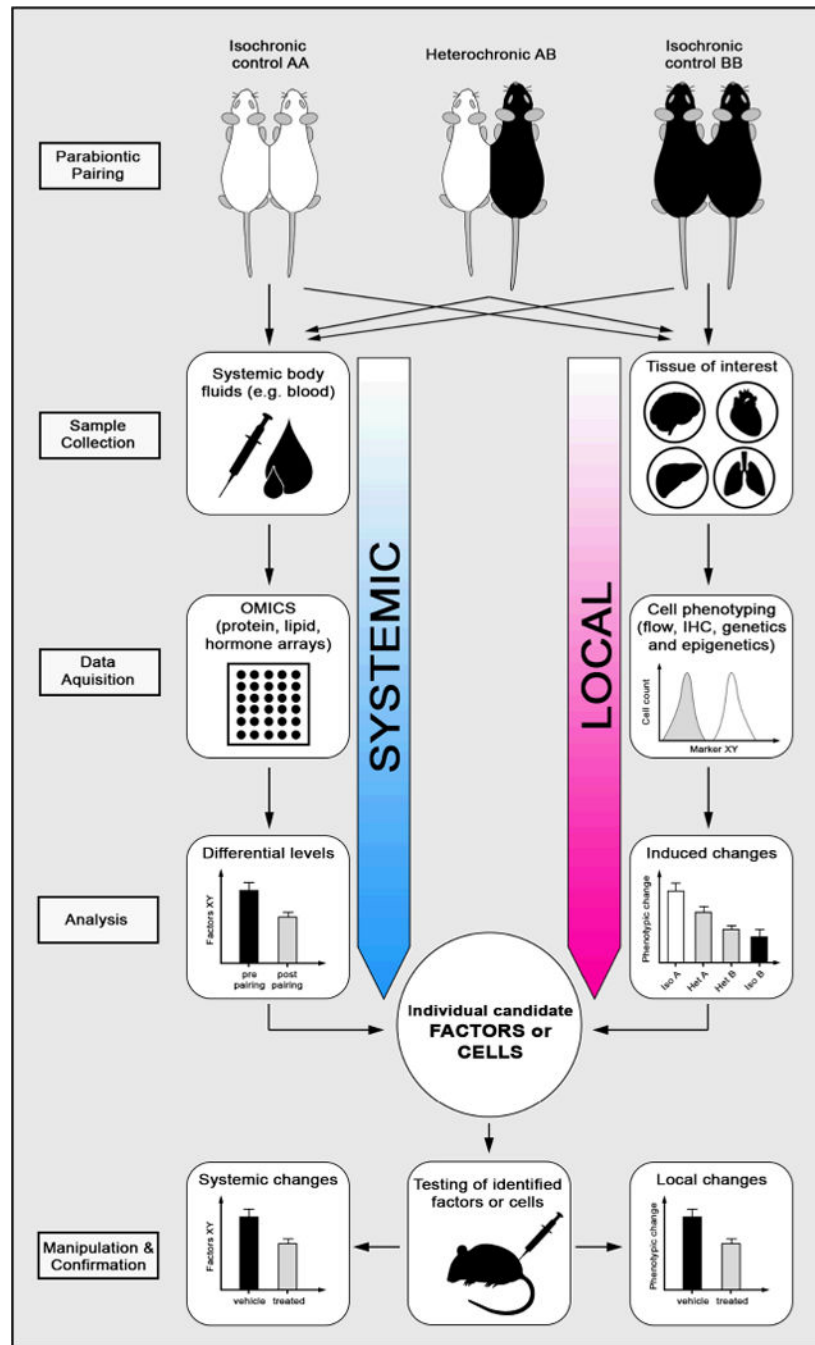 Isochronic
control AA
Heterochronic AB
Isochronic
control BB
Parabiontic
Pairing
Sample
Collection
Systemic body
fluids (e.g. blood)
Tissue of interest
SYSTEMIC
LOCAL
Data
Aquisition
OMICS
(protein, lipid,
hormone arrays)
Cell phenotyping
(flow, IHC, genetics
and epigenetics)
Cell count
Marker XY
Analysis
Differential levels
Factors XY
pre
pairing
post
pairing
Induced changes
Phenotypic change
Iso A
Het A
Het B
Iso B
Individual candidate
FACTORS or
CELLS
Manipulation &
Confirmation
Systemic changes
Factors XY
vehicle
treated
Testing of identified
factors or cells
Local changes
Phenotypic change
vehicle
treated